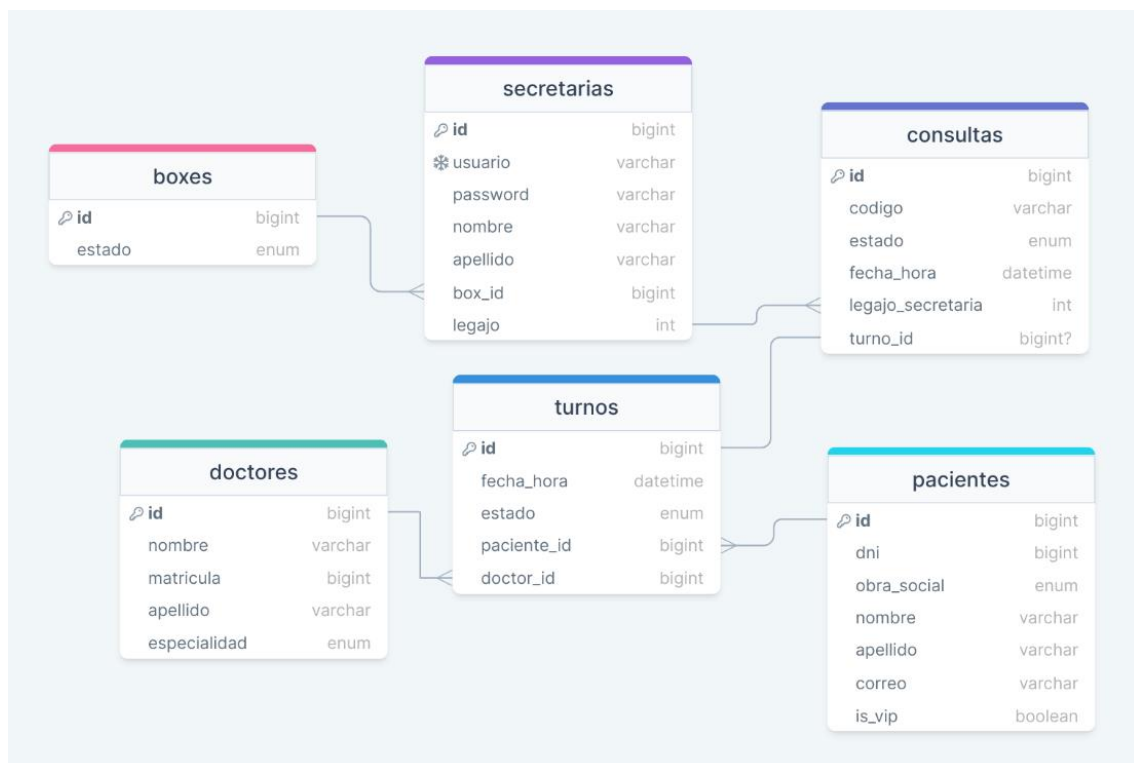 boxes
id bigint
estado enum
secretarias
id bigint
usuario varchar
password varchar
nombre varchar
apellido varchar
box_id bigint
legajo int
consultas
id bigint
codigo varchar
estado enum
fecha_hora datetime
legajo_secretaria int
turno_id bigint?
doctores
id bigint
nombre varchar
matricula bigint
apellido varchar
especialidad enum
turnos
id bigint
fecha_hora datetime
estado enum
paciente_id bigint
doctor_id bigint
pacientes
id bigint
dni bigint
obra_social enum
nombre varchar
apellido varchar
correo varchar
is_vip boolean